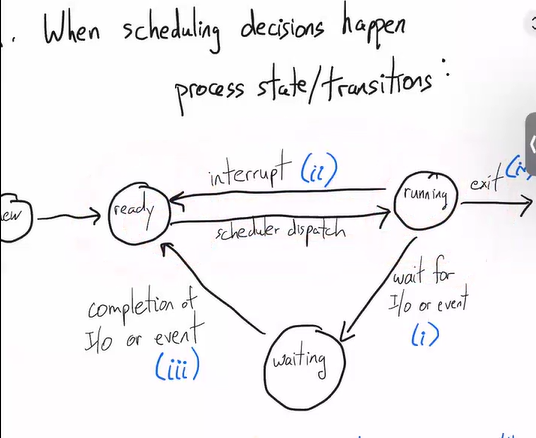 . When scheduling decisions happen
process state/transitions:
interrupt (ii)
exit
ew
ready
running
scheduler dispatch
wait for
I/o or event
(i)
completion of
I/o or event
(iii)
waiting